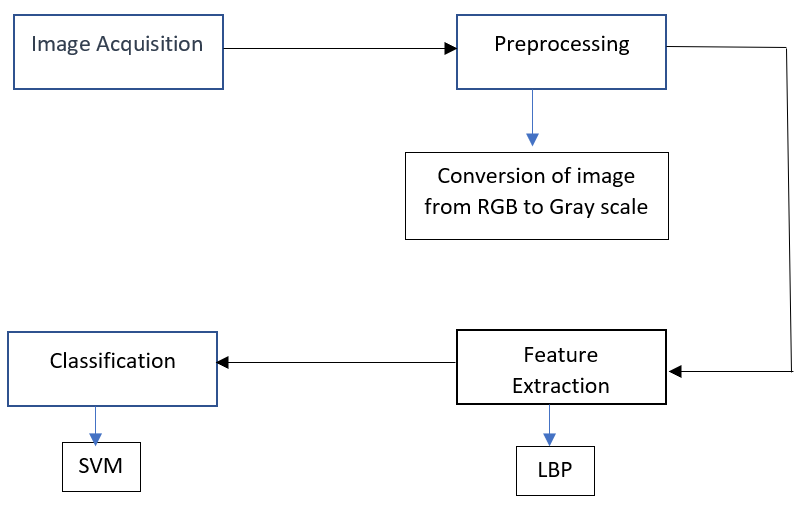 Image Acquisition
Preprocessing
Conversion of image
from RGB to Gray scale
Classification
Feature
Extraction
SVM
LBP